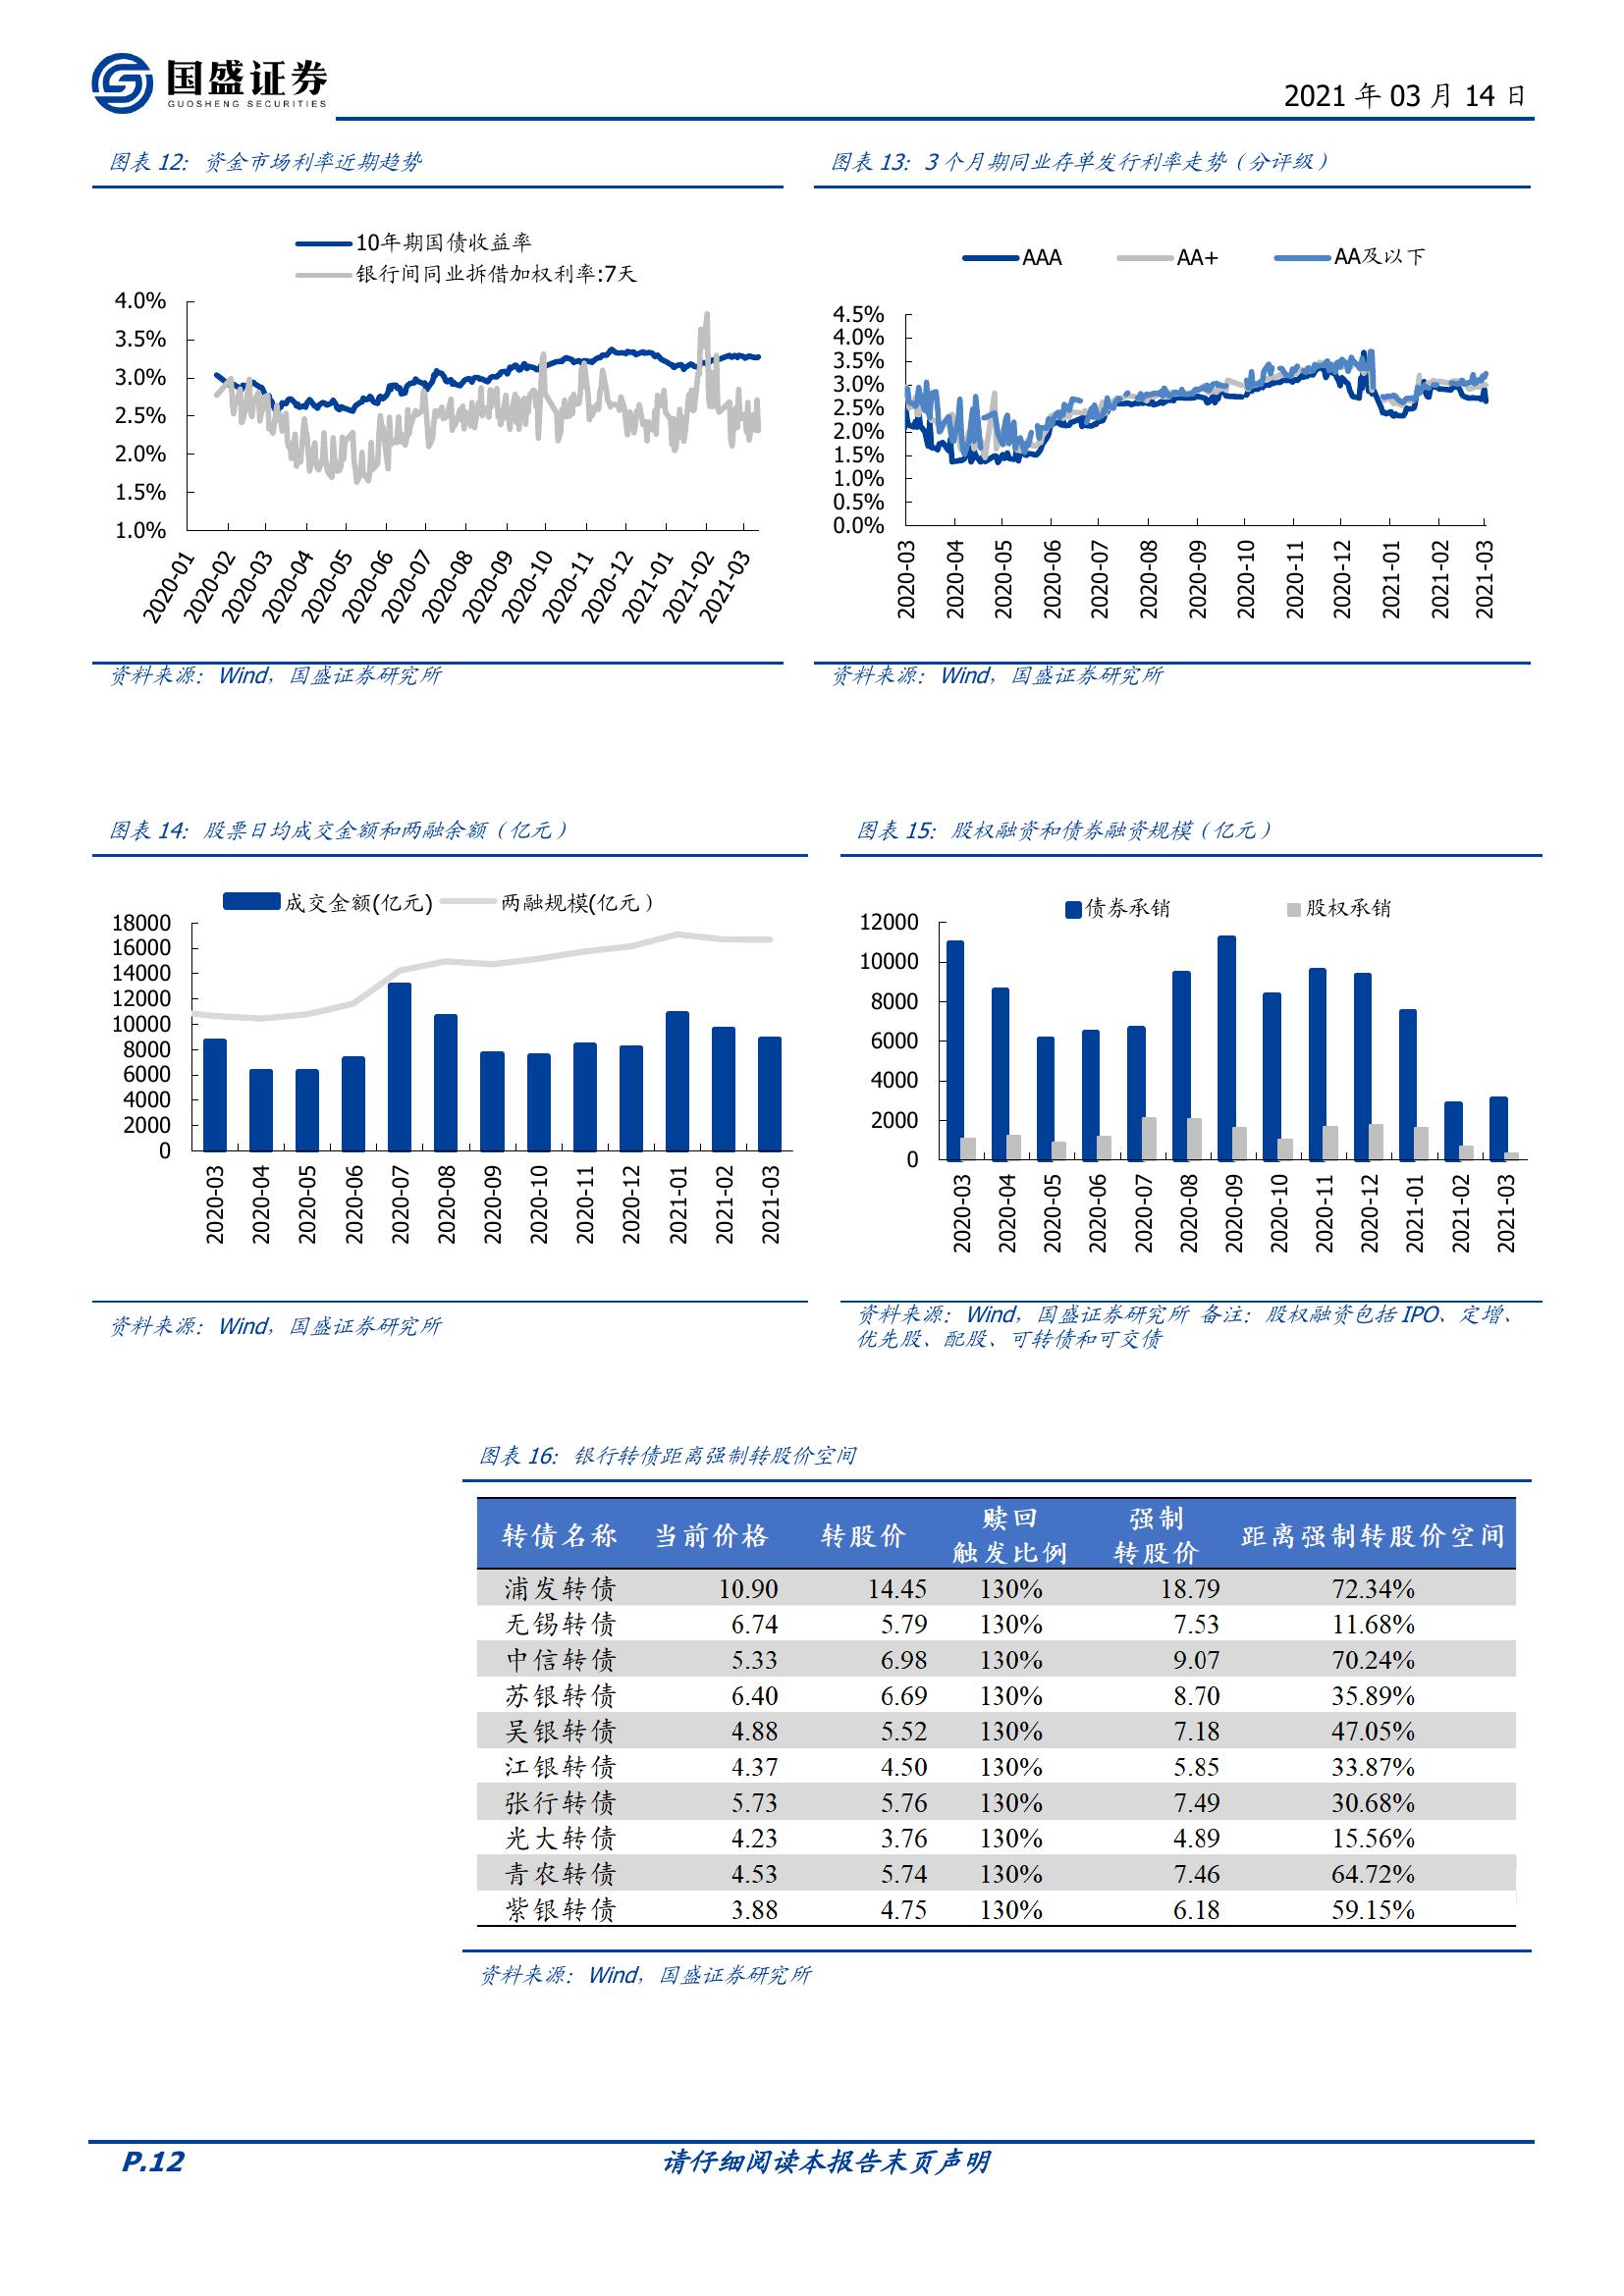 国盛证券
GUOSHENG SECURITIES
2021 年 03 月 14 日
图表 12：资金市场利率近期趋势
10年期国债收益率
银行间同业拆借加权利率:7天
4.0%
3.5%
3.0%
2.5%
2.0%
1.5%
1.0%
2020-01 2020-02 2020-03 2020-04 2020-05 2020-06 2020-07 2020-08 2020-09 2020-10 2020-11 2020-12 2021-01 2021-02 2021-03
资料来源：Wind，国盛证券研究所
图表 13：3 个月期同业存单发行利率走势（分评级）
AAA AA+ AA及以下
4.5%
4.0%
3.5%
3.0%
2.5%
2.0%
1.5%
1.0%
0.5%
0.0%
2020-03 2020-04 2020-05 2020-06 2020-07 2020-08 2020-09 2020-10 2020-11 2020-12 2021-01 2021-02 2021-03
资料来源：Wind，国盛证券研究所
图表 14：股票日均成交金额和两融余额（亿元）
成交金额(亿元) 两融规模(亿元）
18000
16000
14000
12000
10000
8000
6000
4000
2000
0
2020-03 2020-04 2020-05 2020-06 2020-07 2020-08 2020-09 2020-10 2020-11 2020-12 2021-01 2021-02 2021-03
资料来源：Wind，国盛证券研究所
图表 15：股权融资和债券融资规模（亿元）
债券承销 股权承销
12000
10000
8000
6000
4000
2000
0
2020-03 2020-04 2020-05 2020-06 2020-07 2020-08 2020-09 2020-10 2020-11 2020-12 2021-01 2021-02 2021-03
资料来源：Wind，国盛证券研究所 备注：股权融资包括 IPO、定增、
优先股、配股、可转债和可交债
图表 16：银行转债距离强制转股价空间
转债名称 当前价格 转股价 赎回触发比例 强制转股价 距离强制转股价空间
浦发转债 10.90 14.45 130% 18.79 72.34%
无锡转债 6.74 5.79 130% 7.53 11.68%
中信转债 5.33 6.98 130% 9.07 70.24%
苏银转债 6.40 6.69 130% 8.70 35.89%
吴银转债 4.88 5.52 130% 7.18 47.05%
江银转债 4.37 4.50 130% 5.85 33.87%
张行转债 5.73 5.76 130% 7.49 30.68%
光大转债 4.23 3.76 130% 4.89 15.56%
青农转债 4.53 5.74 130% 7.46 64.72%
紫银转债 3.88 4.75 130% 6.18 59.15%
资料来源：Wind，国盛证券研究所
P.12 请仔细阅读本报告末页声明